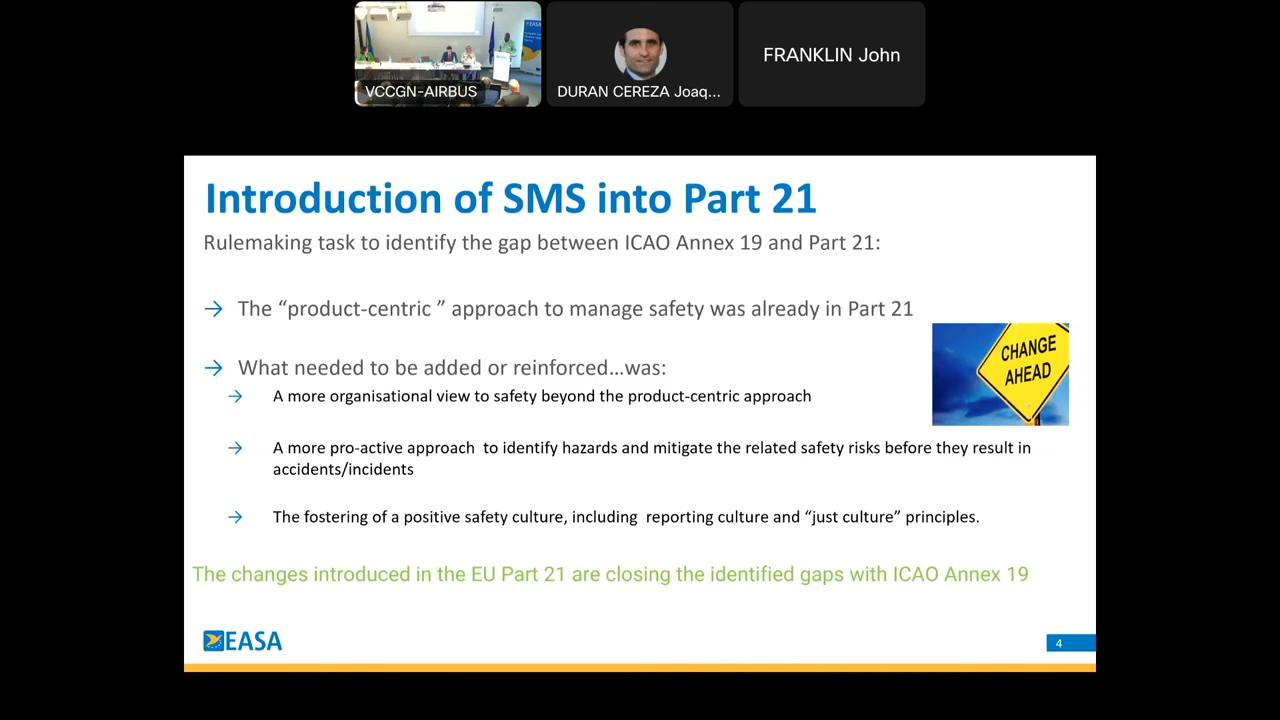 EASA
VCCGN-AIRBUS
DURAN CEREZA Joaq...
FRANKLIN John
Introduction of SMS into Part 21
Rulemaking task to identify the gap between ICAO Annex 19 and Part 21:
→ The “product-centric ” approach to manage safety was already in Part 21
→ What needed to be added or reinforced...was:
→ A more organisational view to safety beyond the product-centric approach
→ A more pro-active approach  to identify hazards and mitigate the related safety risks before they result in
accidents/incidents
→ The fostering of a positive safety culture, including  reporting culture and “just culture” principles.
CHANGE
AHEAD
The changes introduced in the EU Part 21 are closing the identified gaps with ICAO Annex 19
EASA
4